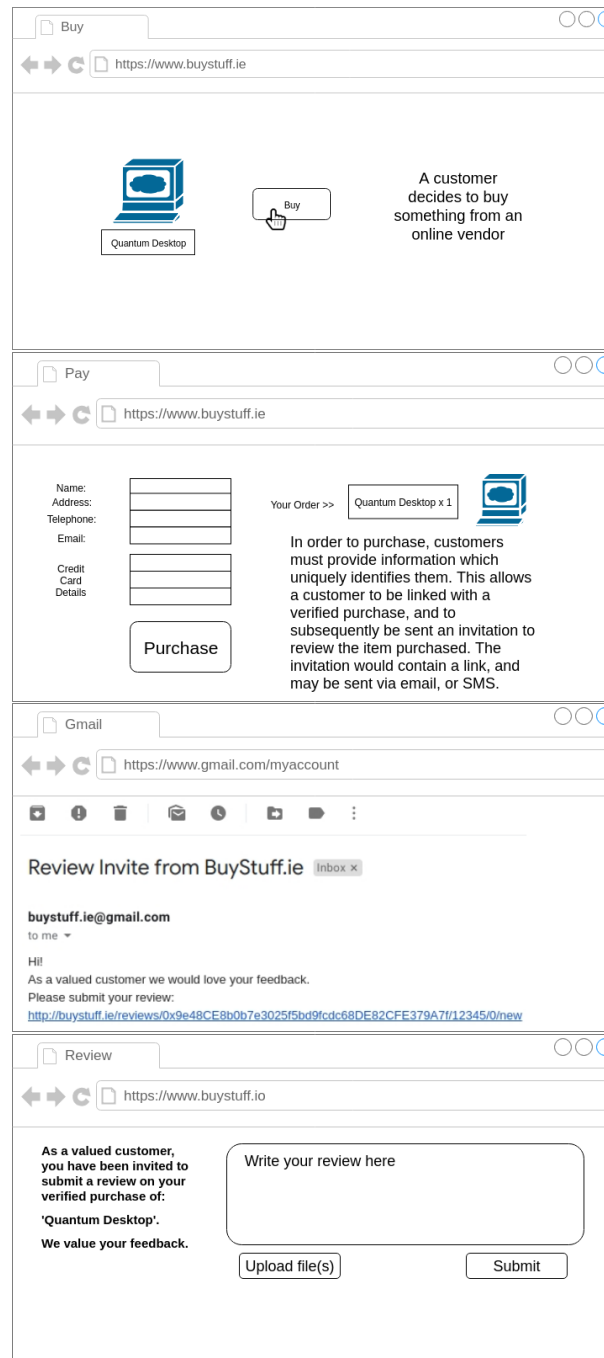 Buy
https://www.buystuff.ie
Buy
Quantum Desktop
A customer
decides to buy
something from an
online vendor
Pay
https://www.buystuff.ie
Name:
Address:
Telephone:
Email:
Credit
Card
Details
Purchase
Your Order >>
Quantum Desktop x 1
In order to purchase, customers
must provide information which
uniquely identifies them. This allows
a customer to be linked with a
verified purchase, and to
subsequently be sent an invitation to
review the item purchased. The
invitation would contain a link, and
may be sent via email, or SMS.
Gmail
https://www.gmail.com/myaccount
Review Invite from BuyStuff.ie Inbox ×
buystuff.ie@gmail.com
to me
Hi!
As a valued customer we would love your feedback.
Please submit your review:
http://buystuff.ie/reviews/0x9e48CE8b0b7e3025f5bd9fcdc68DE82CFE379A7f/12345/0/new
Review
https://www.buystuff.io
As a valued customer,
you have been invited to
submit a review on your
verified purchase of:
'Quantum Desktop'.
We value your feedback.
Write your review here
Upload file(s)
Submit